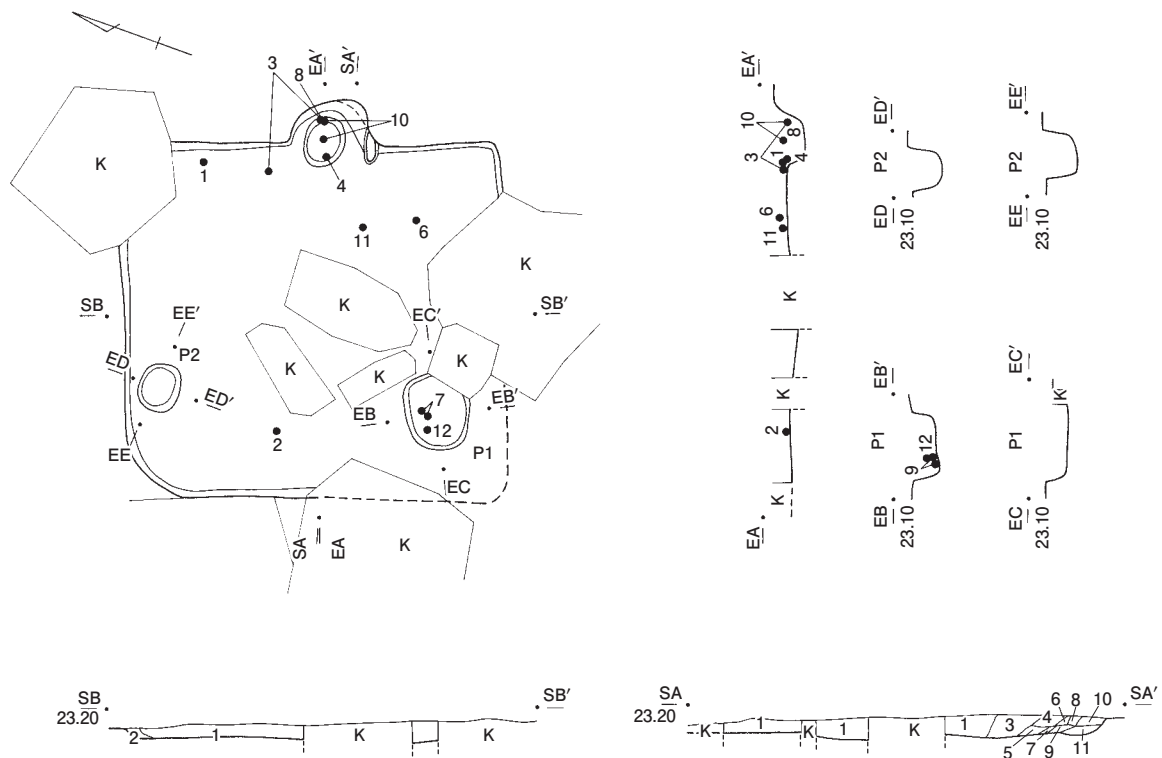 EA′ SA′
3 8 10
K
1
4
11 6
K
SB
EE′
P2
K
EC′
SB′
ED
ED′
K
K
K
EB′
7
EB
12
EE
2
P1
EC
SA EA
K
EA′
10
8
3 1 4
6
11
K
K
2
K
EA
ED′
P2
ED
23.10
EE′
P2
EE
23.10
EB′
P1
12
9
EB
23.10
EC′
K
P1
EC
23.10
SB
23.20
SB′
2 1 K K
SA
23.20
SA′
K 1 K 1 K 1 3 4 6 8 10
5 7 9 11